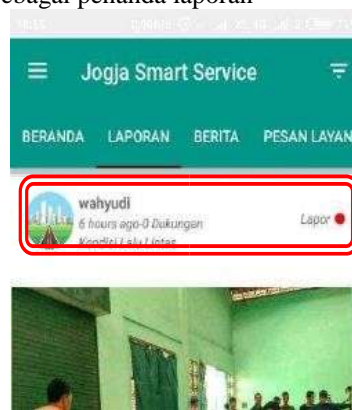 ebagai penanda laporan
Jogja Smart Service
BERANDA LAPORAN BERITA PESAN LAYAN
wahyudi
6 hours ago-0 Dukungan Lapor
Kondisi Lalu Lintas